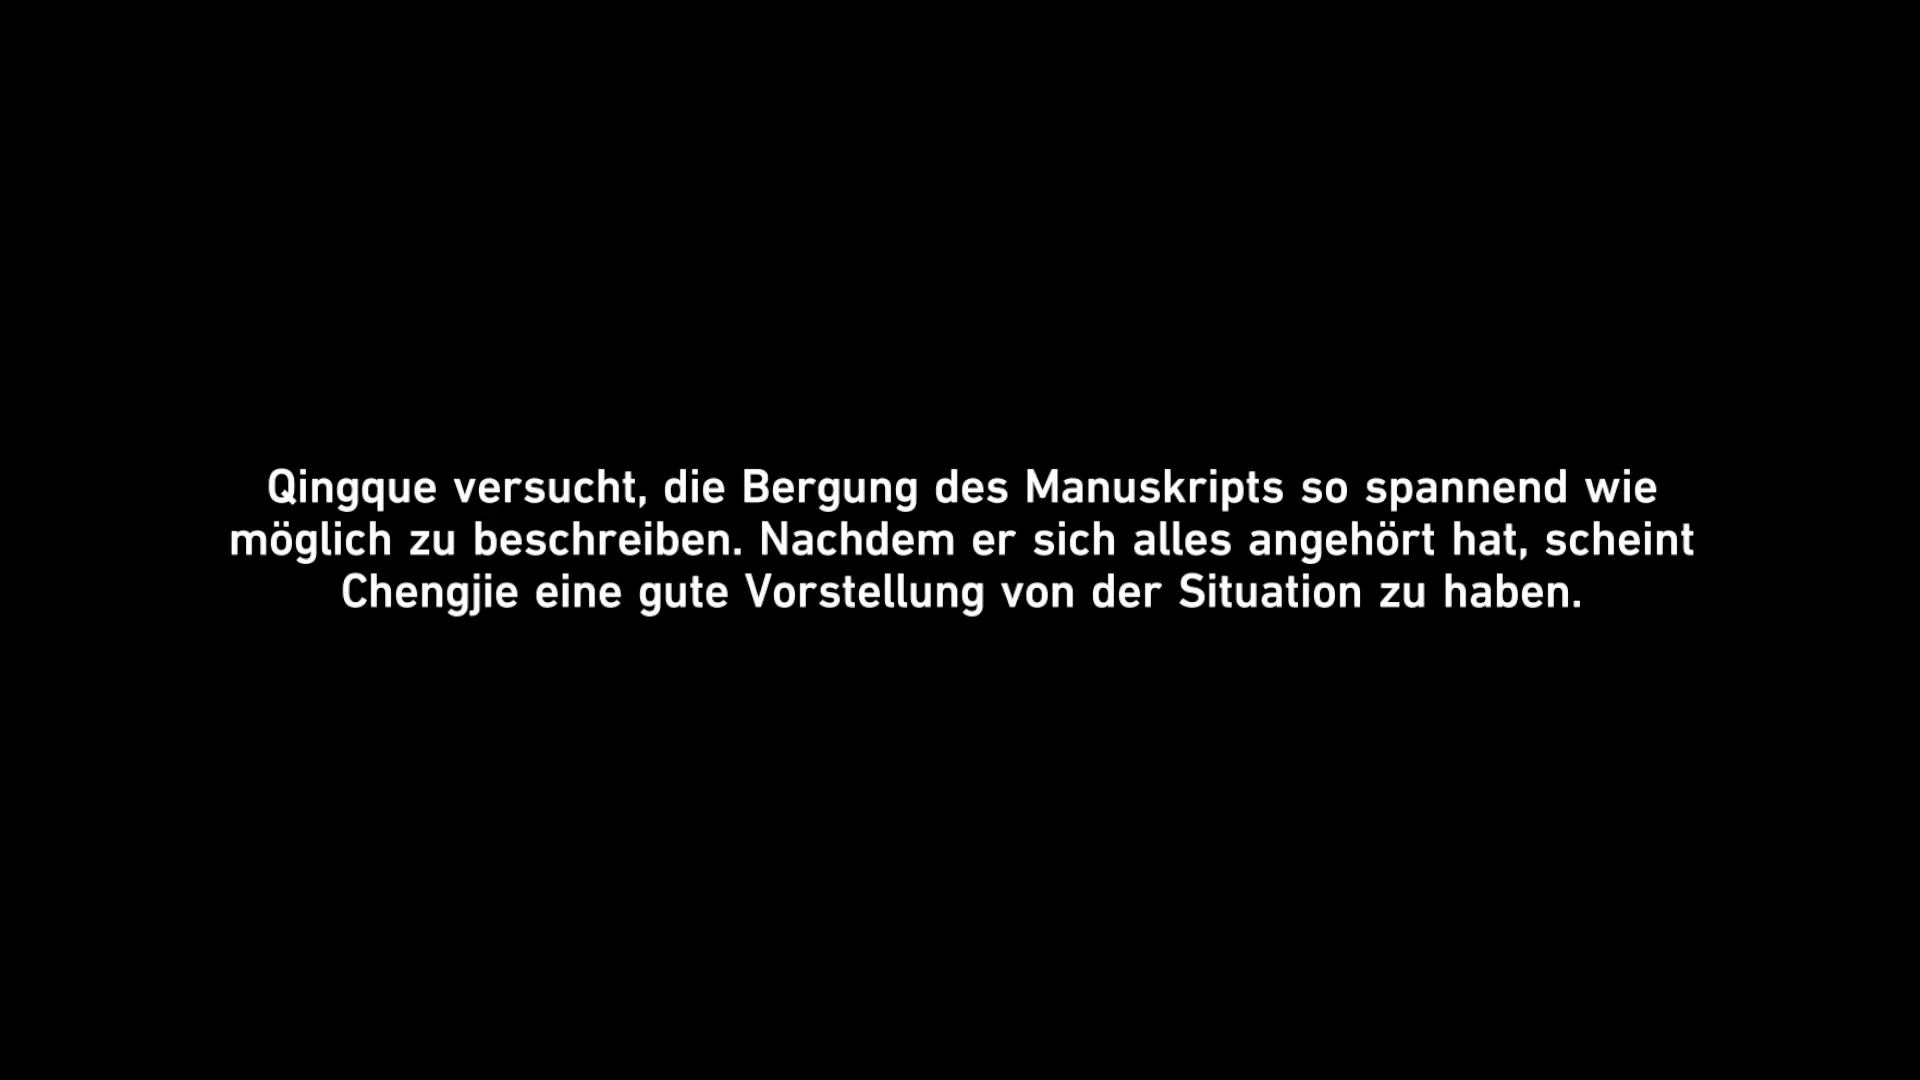 Qingque versucht, die Bergung des Manuskripts so spannend wie
möglich zu beschreiben. Nachdem er sich alles angehört hat, scheint
Chengjie eine gute Vorstellung von der Situation zu haben.